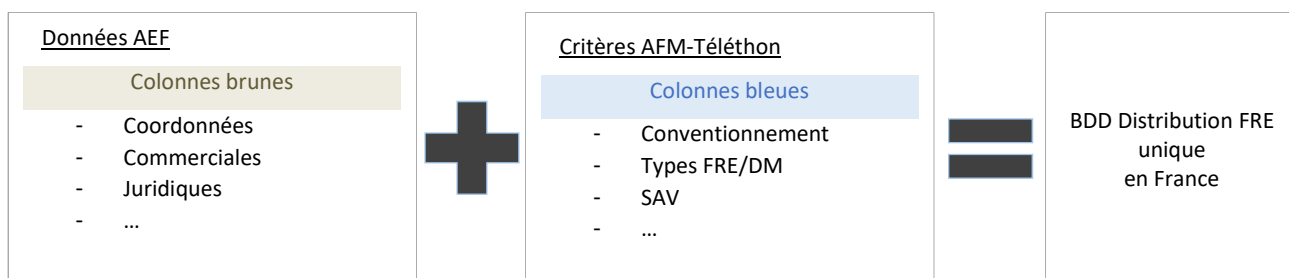 Données AEF
Colonnes brunes
- Coordonnées
- Commerciales
- Juridiques
- …
Critères AFM-Téléthon
Colonnes bleues
- Conventionnement
- Types FRE/DM
- SAV
- …
BDD Distribution FRE
unique
en France